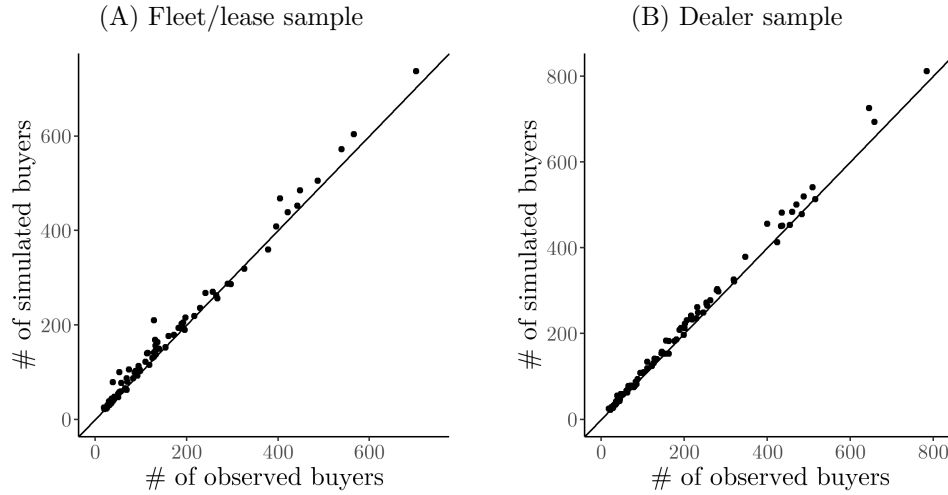 (A) Fleet/lease sample
# of simulated buyers
600
400
200
0
0 200 400 600
# of observed buyers
(B) Dealer sample
# of simulated buyers
800
600
400
200
0
0 200 400 600 800
# of observed buyers